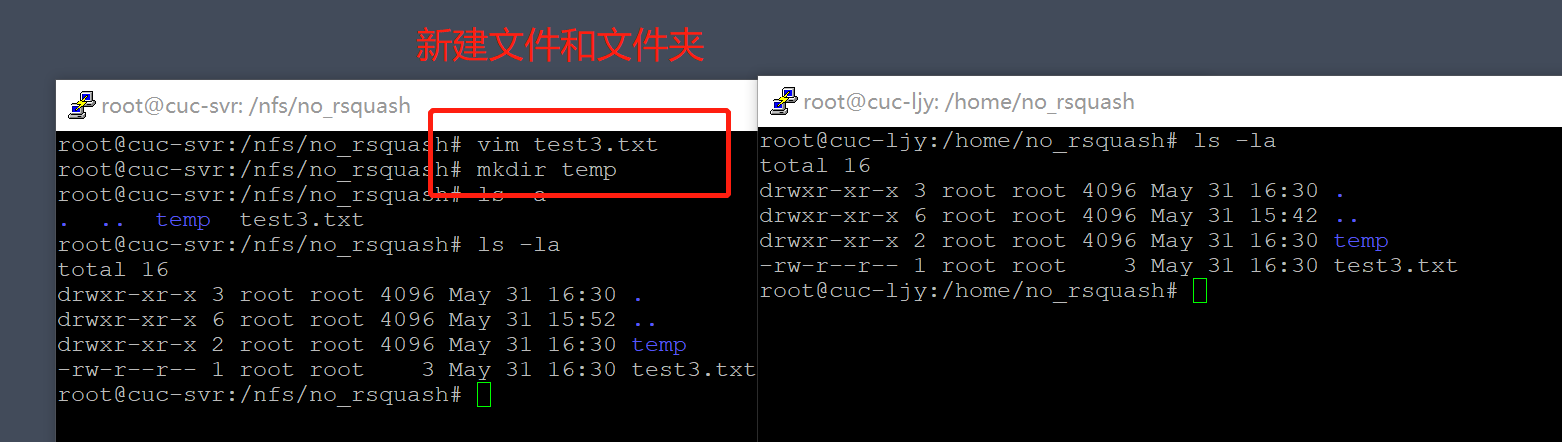 新建文件和文件夹
root@cuc-svr: /nfs/no_rsquash
root@cuc-svr:/nfs/no_rsquash# vim test3.txt
root@cuc-svr:/nfs/no_rsquash# mkdir temp
root@cuc-svr:/nfs/no_rsquash# ls -a
. .. temp test3.txt
root@cuc-svr:/nfs/no_rsquash# ls -la
total 16
drwxr-xr-x 3 root root 4096 May 31 16:30 .
drwxr-xr-x 6 root root 4096 May 31 15:52 ..
drwxr-xr-x 2 root root 4096 May 31 16:30 temp
-rw-r--r-- 1 root root    3 May 31 16:30 test3.txt
root@cuc-svr:/nfs/no_rsquash#
root@cuc-ljy: /home/no_rsquash
root@cuc-ljy:/home/no_rsquash# ls -la
total 16
drwxr-xr-x 3 root root 4096 May 31 16:30 .
drwxr-xr-x 6 root root 4096 May 31 15:42 ..
drwxr-xr-x 2 root root 4096 May 31 16:30 temp
-rw-r--r-- 1 root root    3 May 31 16:30 test3.txt
root@cuc-ljy:/home/no_rsquash#